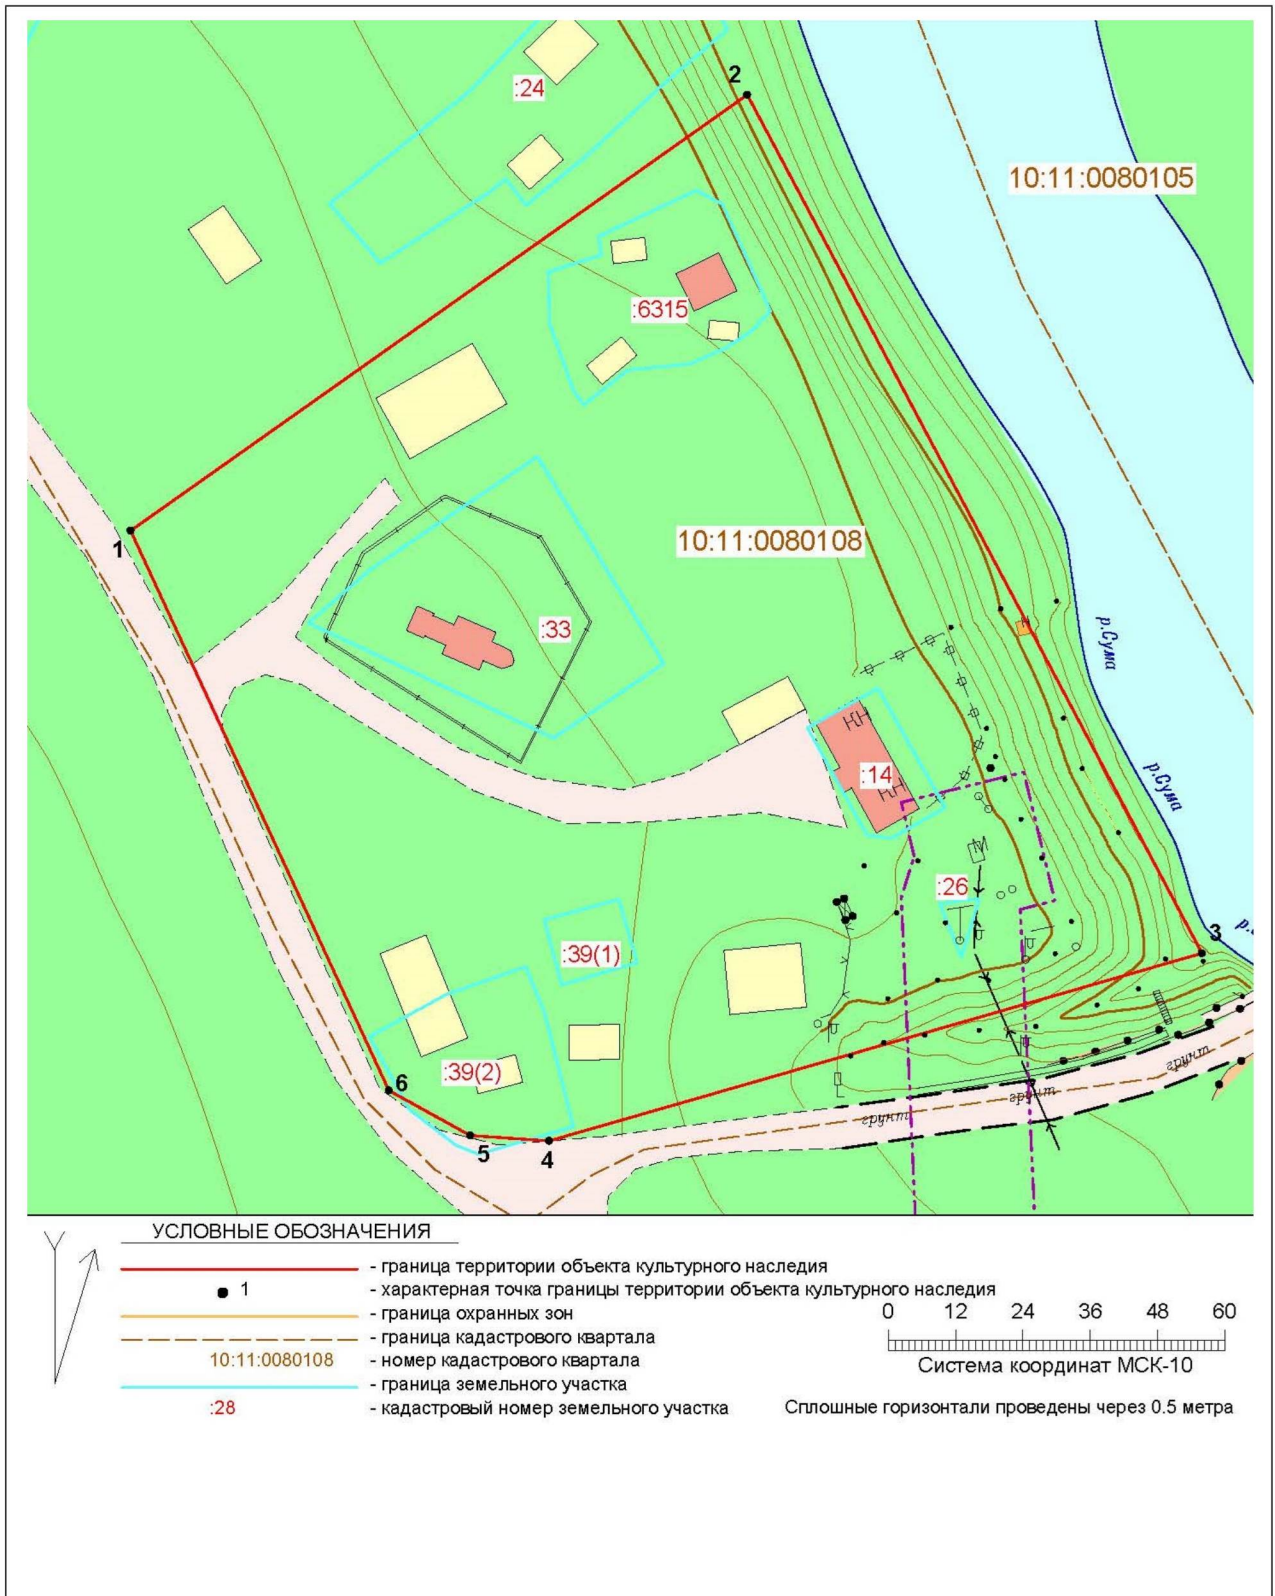 2
:24
10:11:0080105
:6315
1
10:11:0080108
:33
р.Сума
Н
КН
:14
КН
р.Сума
М
:26
3
:39(1)
:39(2)
6
5
4
грунт
грунт
грунт
УСЛОВНЫЕ ОБОЗНАЧЕНИЯ
- граница территории объекта культурного наследия
1 - характерная точка границы территории объекта культурного наследия
- граница охранных зон
- граница кадастрового квартала
10:11:0080108 - номер кадастрового квартала
- граница земельного участка
:28 - кадастровый номер земельного участка
0 12 24 36 48 60
Система координат МСК-10
Сплошные горизонтали проведены через 0.5 метра